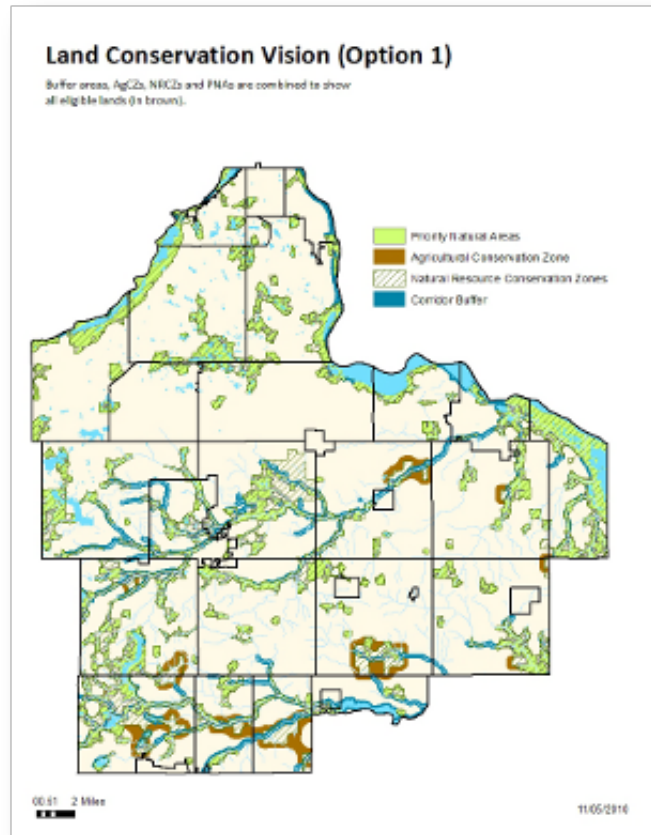 Land Conservation Vision (Option 1)
Buffer areas, AgCZs, NRCZs and PNAs are combined to show
all eligible lands (in brown).
Priority Natural Areas
Agricultural Conservation Zone
Natural Resource Conservation Zones
Corridor Buffer
2 Miles
11/05/2010